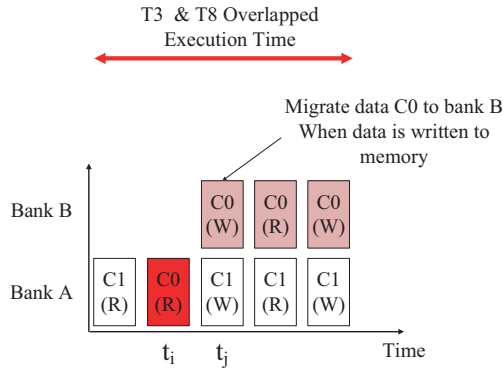 T3 & T8 Overlapped
Execution Time
Migrate data C0 to bank B
When data is written to
memory
Bank B
C0 C0 C0
(W) (R) (W)
Bank A
C1 C0 C1 C1 C1
(R) (R) (W) (R) (W)
ti tj Time